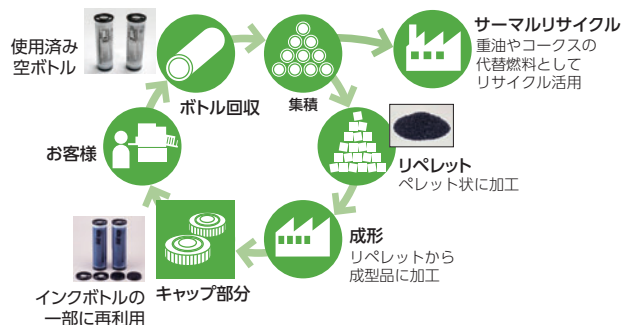 使用済み
空ボトル
ボトル回収
集積
サーマルリサイクル
重油やコークスの
代替燃料として
リサイクル活用
お客様
リペレット
ペレット状に加工
成形
リペレットから
成型品に加工
キャップ部分
インクボトルの
一部に再利用